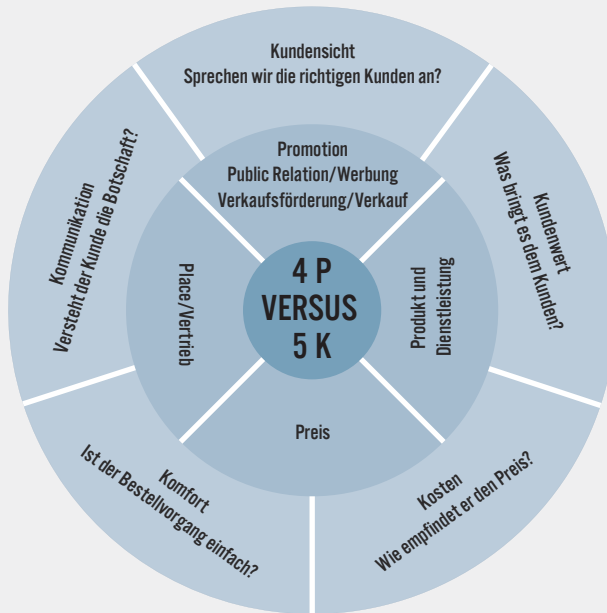 Kundensicht
Sprechen wir die richtigen Kunden an?
Promotion
Public Relation/Werbung
Verkaufsförderung/Verkauf
Kommunikation
Versteht der Kunde die Botschaft?
Place/Vertrieb
4 P
VERSUS
5 K
Produkt und
Dienstleistung
Kundenwert
Was bringt es dem Kunden?
Preis
Komfort
Ist der Bestellvorgang einfach?
Kosten
Wie empfindet er den Preis?